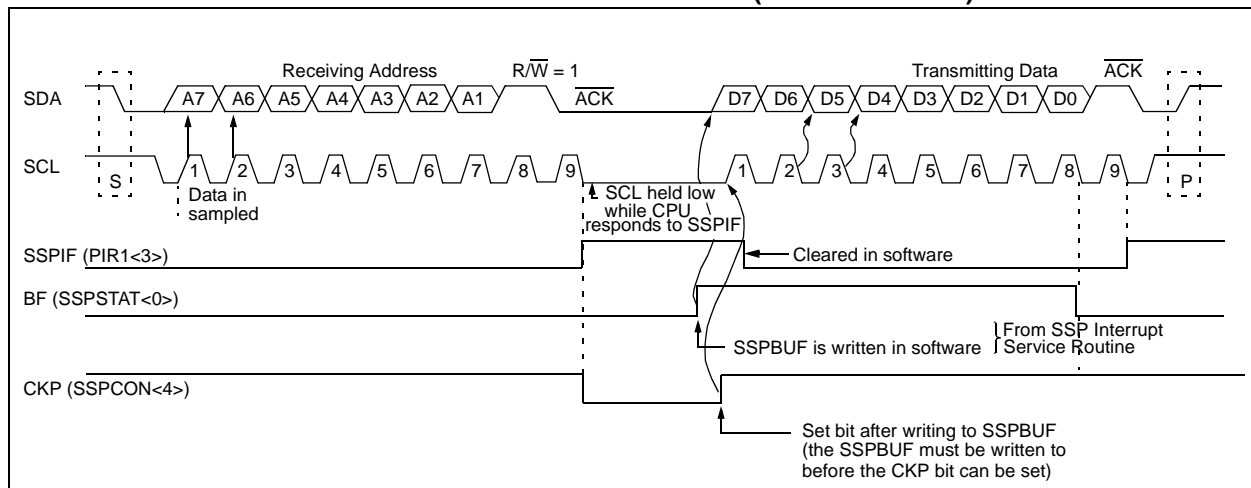 Receiving Address
R/W = 1
Transmitting Data
ACK
SDA
A7 A6 A5 A4 A3 A2 A1
ACK
D7 D6 D5 D4 D3 D2 D1 D0
SCL
S
1 2 3 4 5 6 7 8 9
1 2 3 4 5 6 7 8 9
P
Data in
sampled
SCL held low
while CPU
responds to SSPIF
SSPIF (PIR1<3>)
Cleared in software
BF (SSPSTAT<0>)
SSPBUF is written in software
From SSP Interrupt
Service Routine
CKP (SSPCON<4>)
Set bit after writing to SSPBUF
(the SSPBUF must be written to
before the CKP bit can be set)